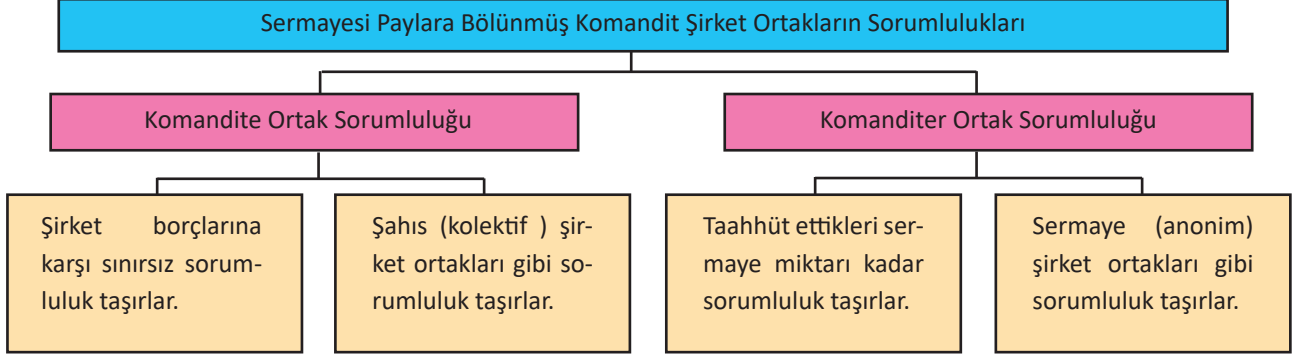 Sermayesi Paylara Bölünmüş Komandit Şirket Ortakların Sorumlulukları
Komandite Ortak Sorumluluğu
Komanditer Ortak Sorumluluğu
Şirket borçlarına
karşı sınırsız sorum-
luluk taşırlar.
Şahıs (kolektif ) şir-
ket ortakları gibi so-
rumluluk taşırlar.
Taahhüt ettikleri ser-
maye miktarı kadar
sorumluluk taşırlar.
Sermaye (anonim)
şirket ortakları gibi
sorumluluk taşırlar.